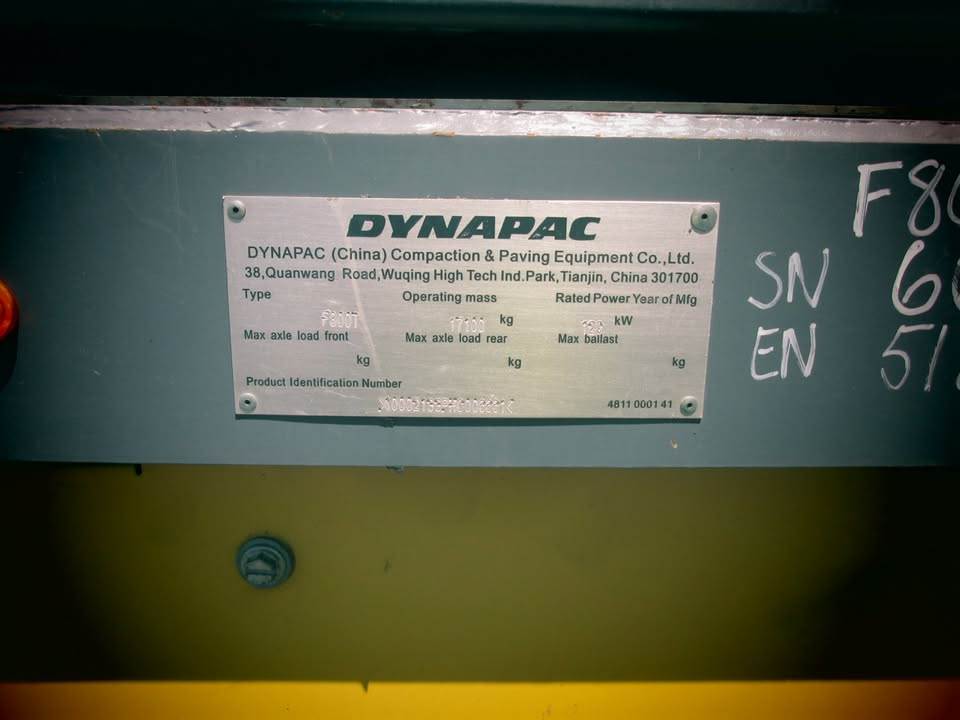 DYNAPAC
DYNAPAC (China) Compaction & Paving Equipment Co.,Ltd.
38,Quanwang Road,Wuqing High Tech Ind.Park,Tianjin, China 301700
Type Operating mass Rated Power Year of Mfg
F800T 17100 kg kW
Max axle load front Max axle load rear Max ballast
kg kg kg
Product Identification Number
4811 0001 41
SN
EN